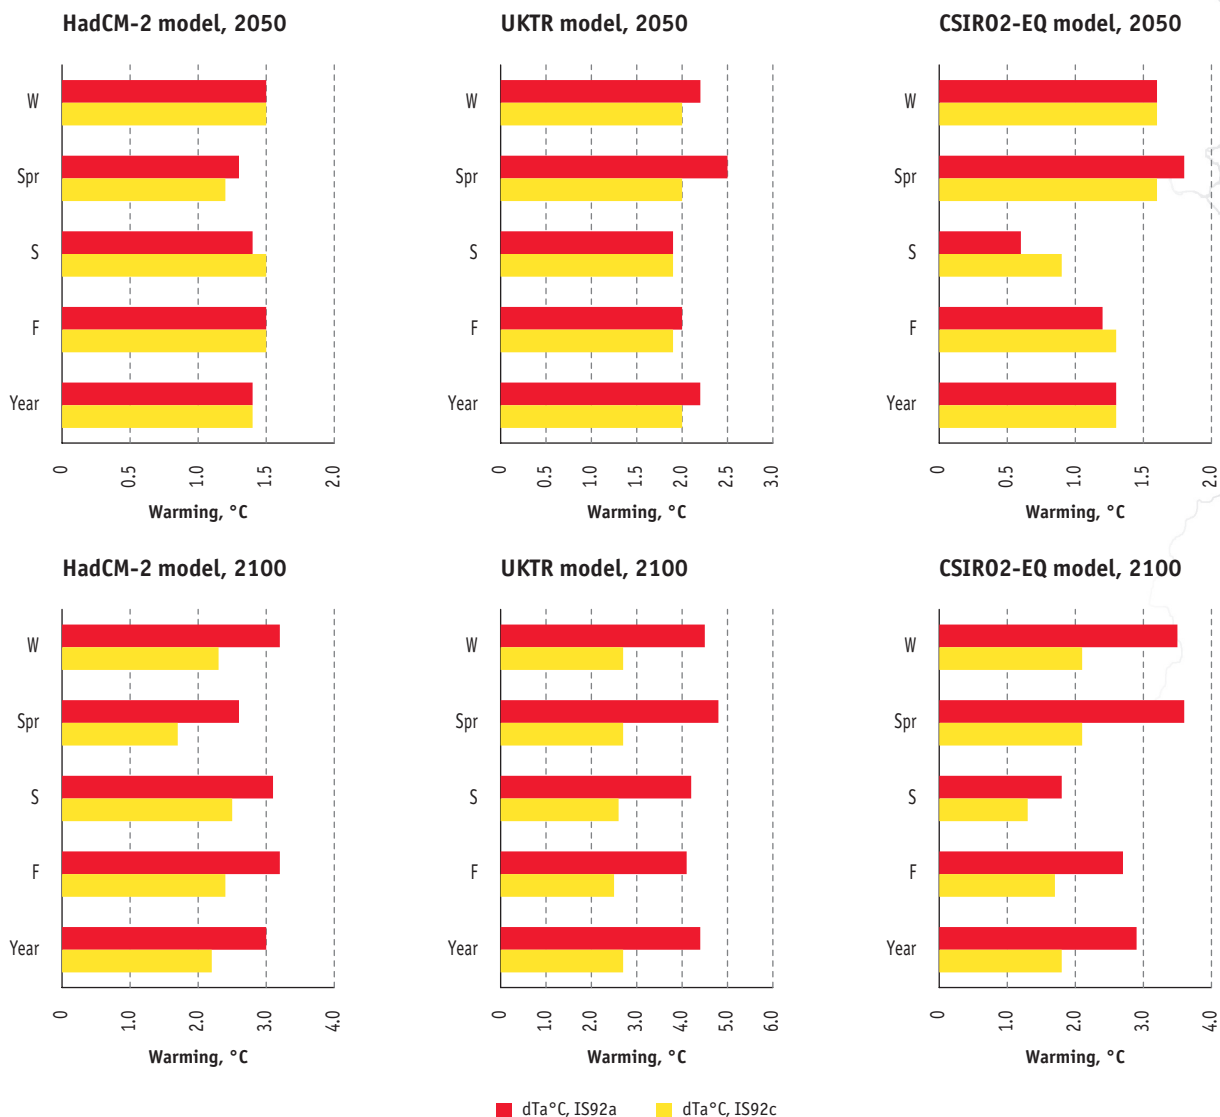 HadCM-2 model, 2050
W
Spr
S
F
Year
0 0.5 1.0 1.5 2.0
Warming, °C
UKTR model, 2050
W
Spr
S
F
Year
0 0.5 1.0 1.5 2.0 2.5 3.0
Warming, °C
CSIRO2-EQ model, 2050
W
Spr
S
F
Year
0 0.5 1.0 1.5 2.0
Warming, °C
HadCM-2 model, 2100
W
Spr
S
F
Year
0 1.0 2.0 3.0 4.0
Warming, °C
UKTR model, 2100
W
Spr
S
F
Year
0 1.0 2.0 3.0 4.0 5.0 6.0
Warming, °C
CSIRO2-EQ model, 2100
W
Spr
S
F
Year
0 1.0 2.0 3.0 4.0
Warming, °C
dTa°C, IS92a dTa°C, IS92c